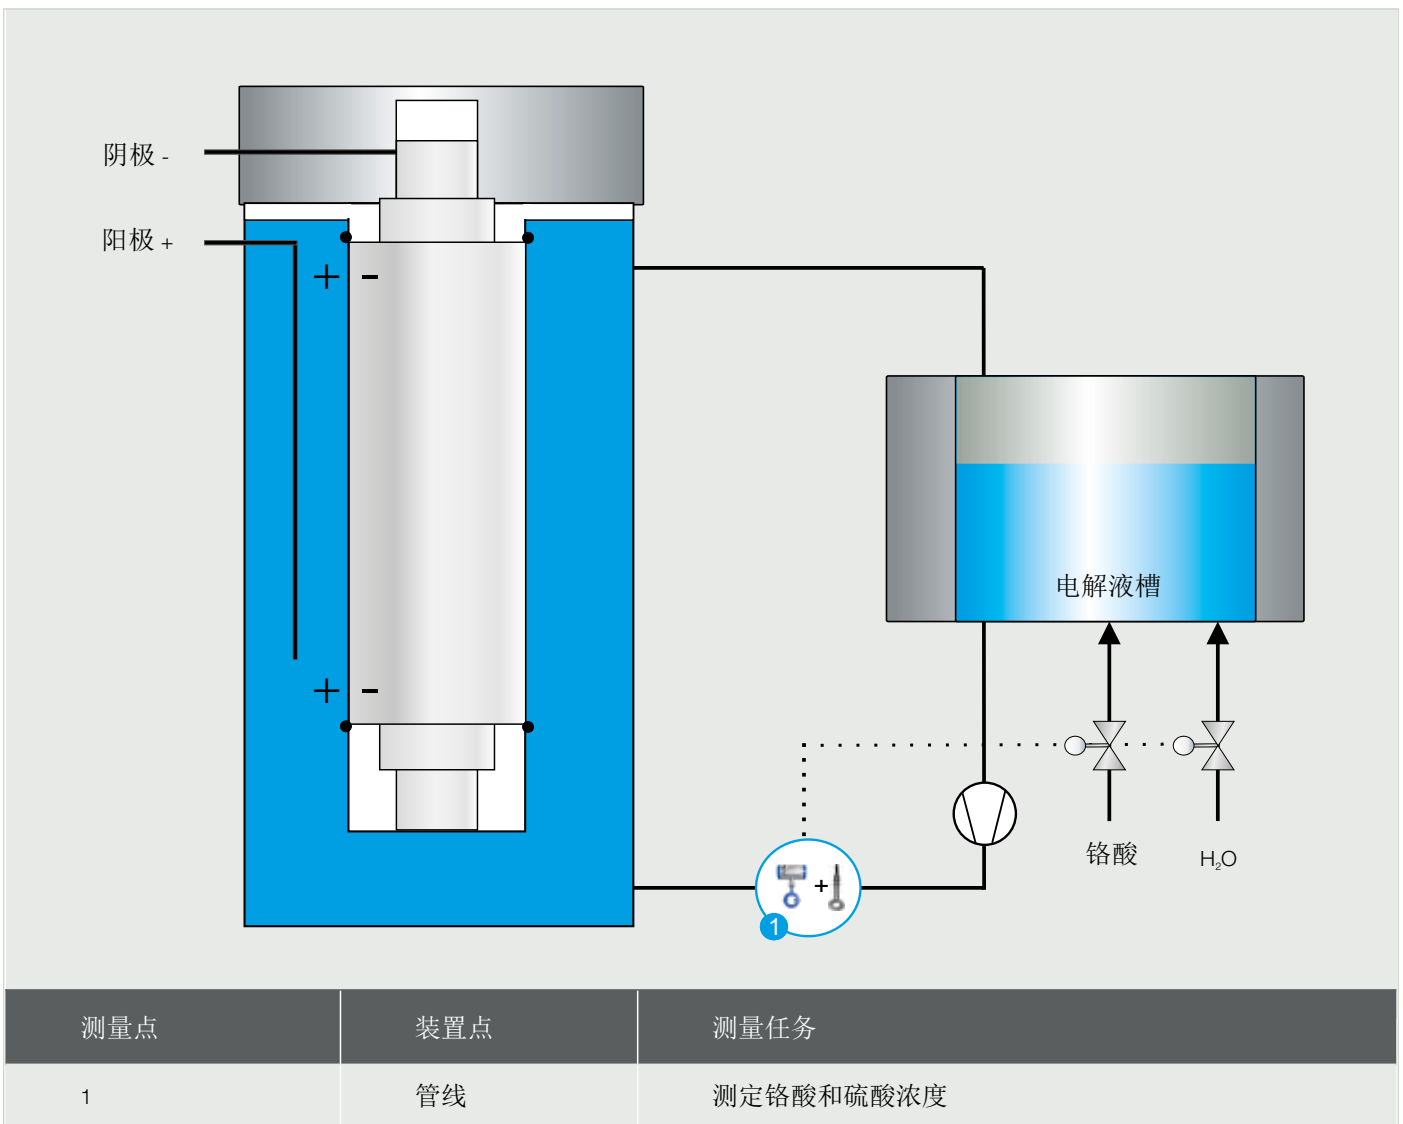 阴极 -
阳极 +
+ -
+ -
电解液槽
铬酸
H₂O
+
1
测量点 装置点 测量任务
1 管线 测定铬酸和硫酸浓度